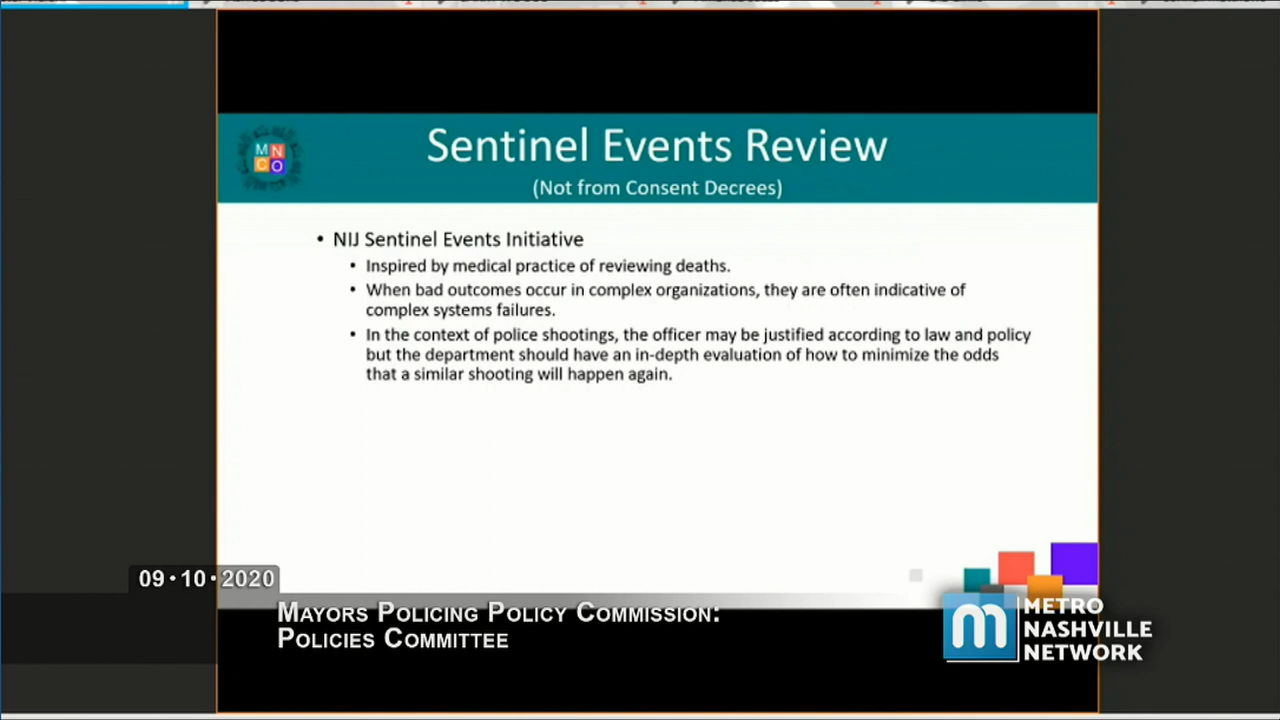 MN
CO
Sentinel Events Review
(Not from Consent Decrees)
• NIJ Sentinel Events Initiative
• Inspired by medical practice of reviewing deaths.
• When bad outcomes occur in complex organizations, they are often indicative of
complex systems failures.
• In the context of police shootings, the officer may be justified according to law and policy
but the department should have an in-depth evaluation of how to minimize the odds
that a similar shooting will happen again.
09•10•2020
Mayors Policing Policy Commission:
Policies Committee
m
METRO
NASHVILLE
NETWORK